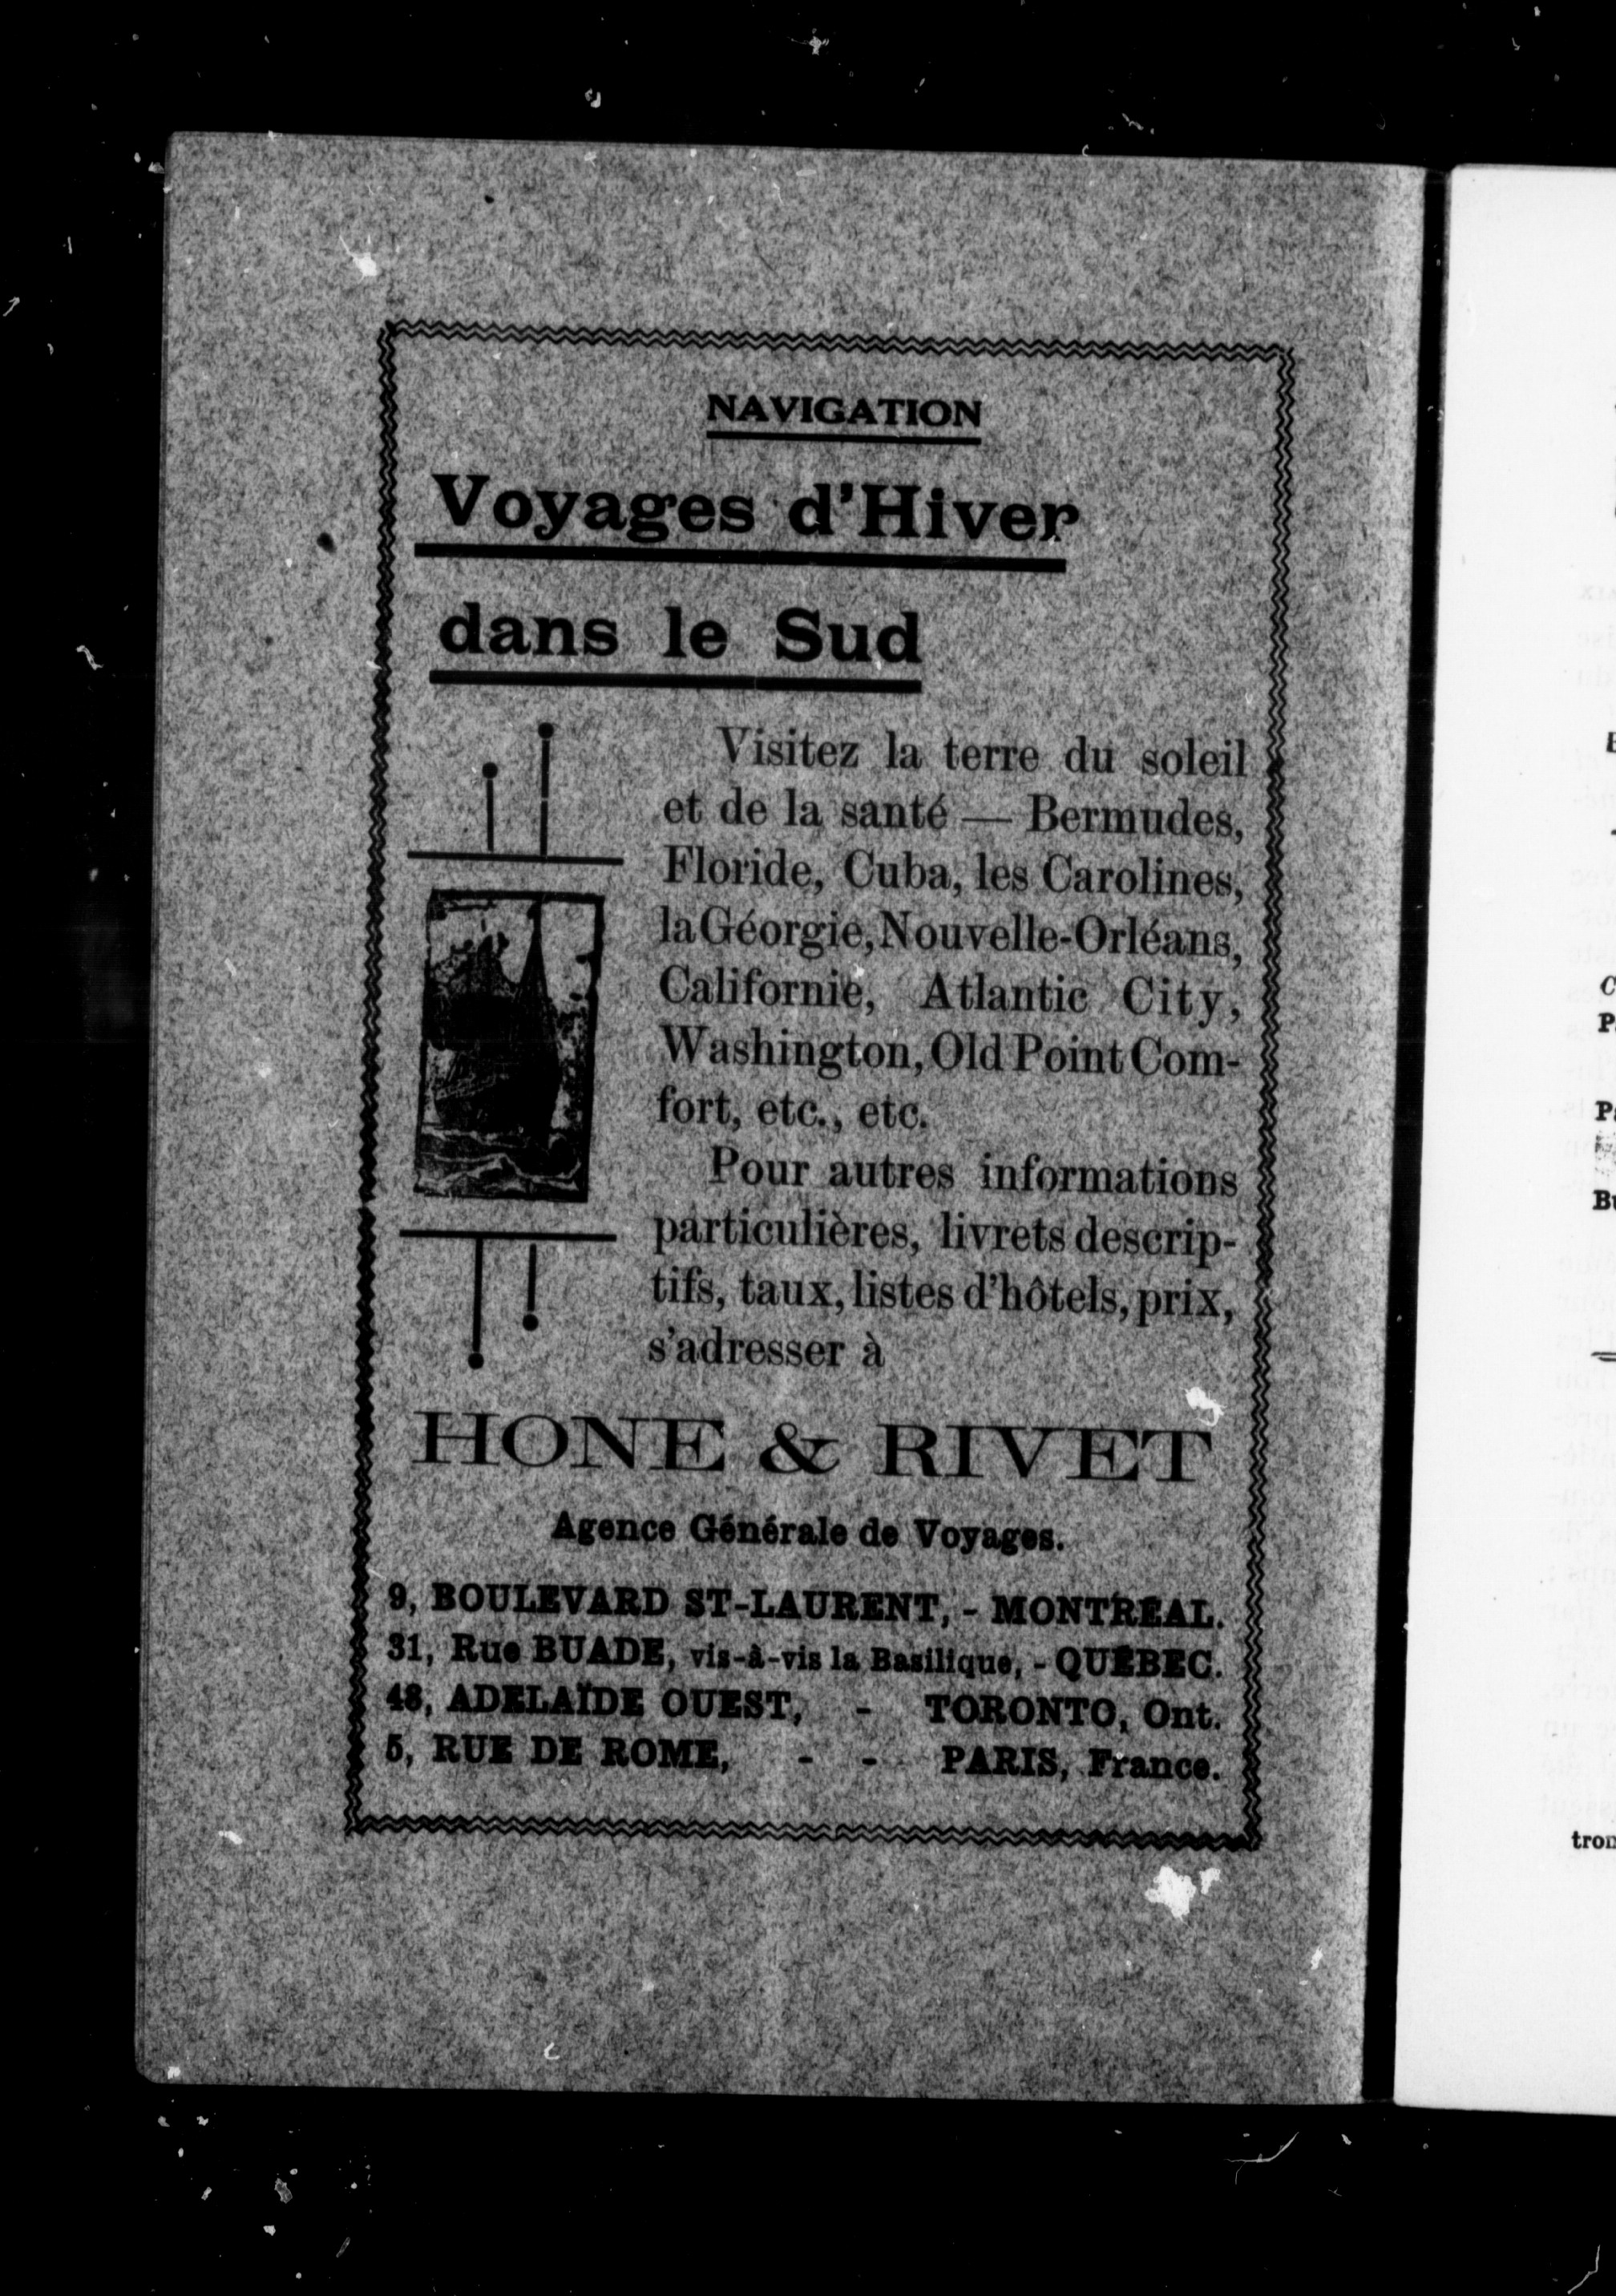 NAVIGATION
Voyages d'Hiver
dans le Sud
Visitez la terre du soleil
et de la santé — Bermudes,
Floride, Cuba, les Carolines,
la Géorgie, Nouvelle-Orléans,
Californie, Atlantic City,
Washington, Old Point Com-
fort, etc., etc.
Pour autres informations
particulières, livrets descrip-
tifs, taux, listes d'hôtels, prix,
s'adresser à
HONE & RIVET
Agence Générale de Voyages.
9, BOULEVARD ST-LAURENT, - MONTRÉAL.
31, Rue BUADE, vis-à-vis la Basilique, - QUÉBEC.
48, ADELAÏDE OUEST, - TORONTO, Ont.
5, RUE DE ROME, - - PARIS, France.